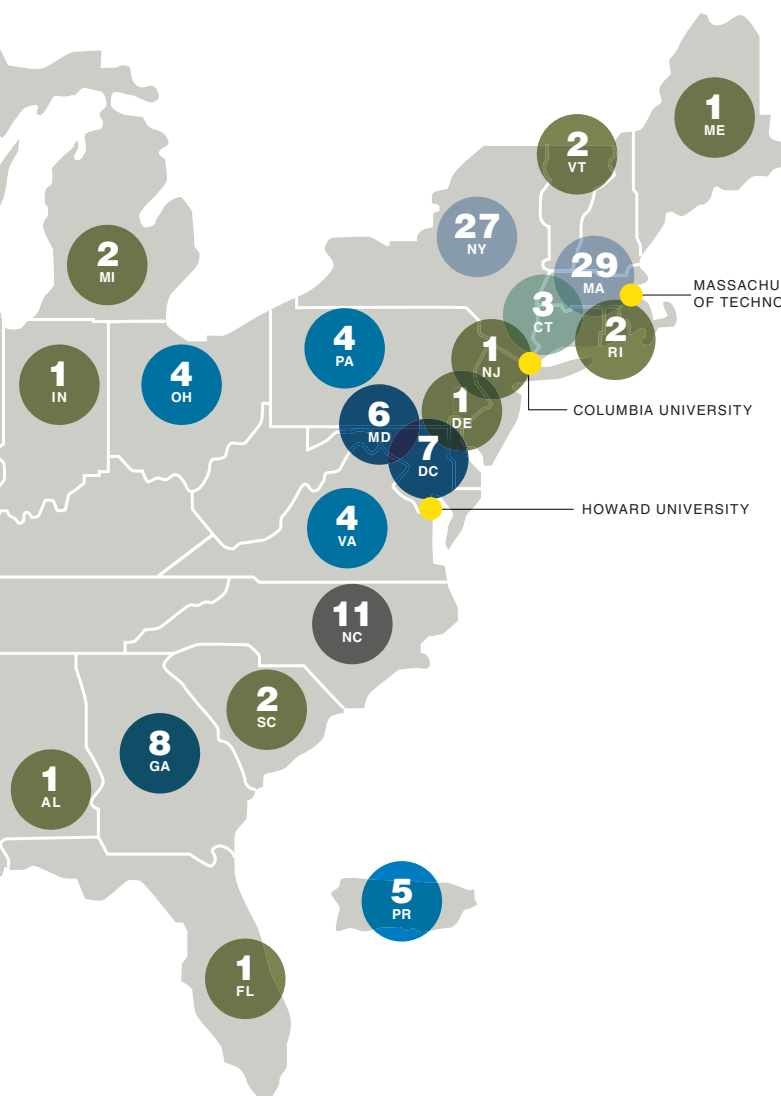 1
ME
2
VT
27
NY
2
MI
29
MA
MASSACHU
OF TECHNO
3
CT
2
RI
4
PA
1
NJ
1
IN
4
OH
1
DE
COLUMBIA UNIVERSITY
6
MD
7
DC
HOWARD UNIVERSITY
4
VA
11
NC
2
SC
8
GA
1
AL
5
PR
1
FL